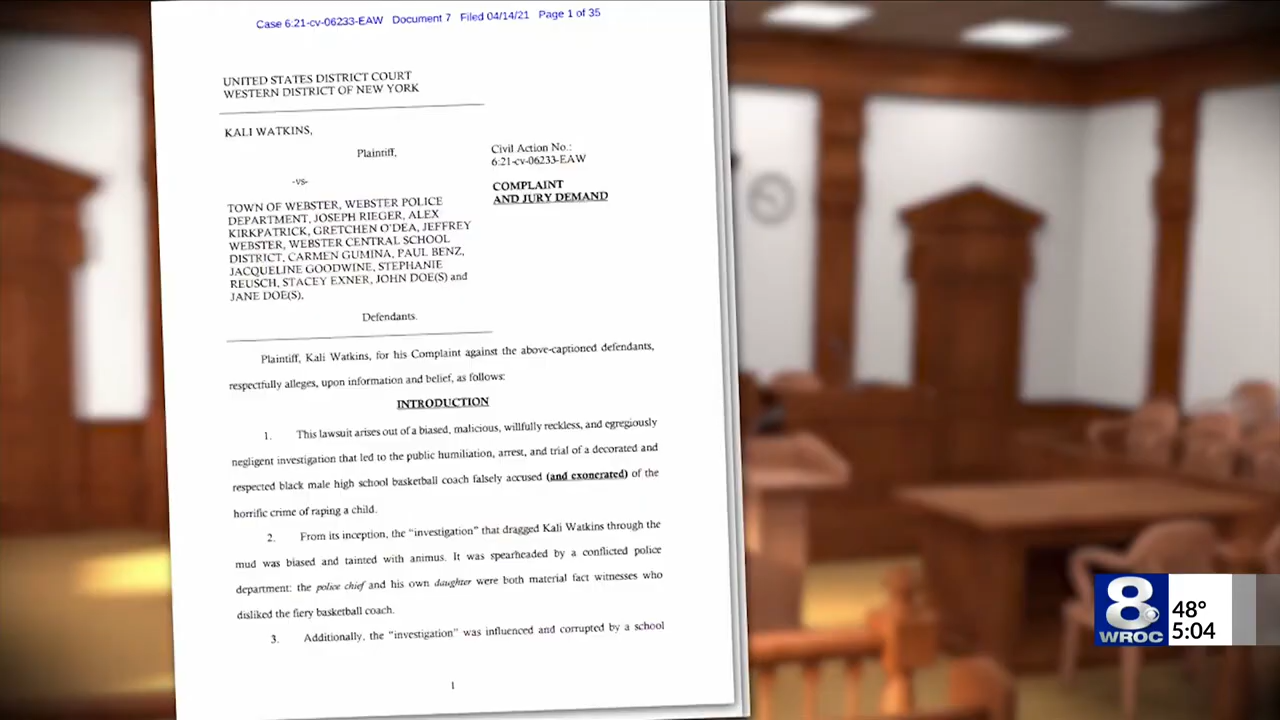 Case 6:21-cv-06233-EAW Document 7 Filed 04/14/21 Page 1 of 35
UNITED STATES DISTRICT COURT
WESTERN DISTRICT OF NEW YORK
KALI WATKINS,
Plaintiff,
-vs-
TOWN OF WEBSTER, WEBSTER POLICE
DEPARTMENT, JOSEPH RIEGER, ALEX
KIRKPATRICK, GRETCHEN O'DEA, JEFFREY
WEBSTER, WEBSTER CENTRAL SCHOOL
DISTRICT, CARMEN GUMINA, PAUL BENZ,
JACQUELINE GOODWINE, STEPHANIE
REUSCH, STACEY EXNER, JOHN DOE(S) and
JANE DOE(S),
Defendants.
Civil Action No.:
6:21-cv-06233-EAW
COMPLAINT
AND JURY DEMAND
Plaintiff, Kali Watkins, for his Complaint against the above-captioned defendants,
respectfully alleges, upon information and belief, as follows:
INTRODUCTION
1. This lawsuit arises out of a biased, malicious, willfully reckless, and egregiously
negligent investigation that led to the public humiliation, arrest, and trial of a decorated and
respected black male high school basketball coach falsely accused (and exonerated) of the
horrific crime of raping a child.
2. From its inception, the "investigation" that dragged Kali Watkins through the
mud was biased and tainted with animus. It was spearheaded by a conflicted police
department: the police chief and his own daughter were both material fact witnesses who
disliked the fiery basketball coach.
3. Additionally, the "investigation" was influenced and corrupted by a school
1
8
WROC
48°
5:04